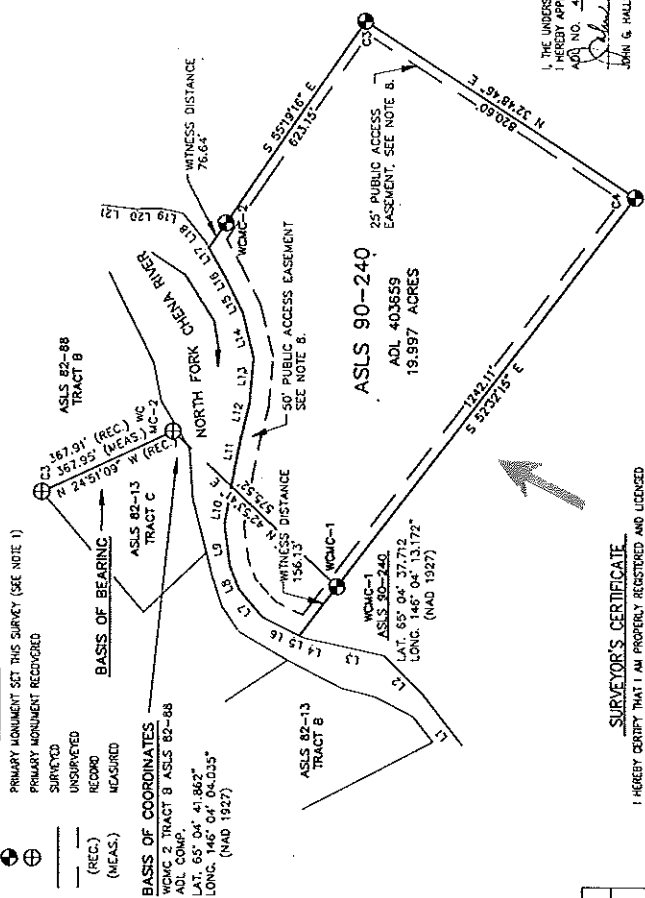 PRIMARY MONUMENT SET THIS SURVEY (SEE NOTE 1)
PRIMARY MONUMENT RECOVERED
SURVEYED
UNSURVEYED
(REC.) RECORD
(MEAS.) MEASURED
BASIS OF COORDINATES
WCMC 2 TRACT B ASLS 82-88
ADL COMP.
LAT. 65° 04' 41.862"
LONG. 146° 04' 04.035"
(NAD 1927)
BASIS OF BEARING
C3
367.91' (REC.)
367.95' (MEAS.)
N 24°51'09" W (REC.)
WC
MC-2
ASLS 82-88
TRACT B
ASLS 82-13
TRACT C
NORTH FORK CHENA RIVER
L21
L20
L19
L18
L17
L16
L15
L14
L13
L12
L11
L10
L9
L8
L7
L6
L5
L4
L3
L2
L1
WITNESS DISTANCE
76.64'
WCMC-2
S 55°19'16" E
623.15'
C3
50' PUBLIC ACCESS EASEMENT
SEE NOTE 8.
25' PUBLIC ACCESS
EASEMENT, SEE NOTE 8.
N 32°48'46" E
820.60'
C4
ASLS 90-240
ADL 403659
19.997 ACRES
N 42°53'41" E
575.52'
WITNESS DISTANCE
156.13'
WCMC-1
1242.11'
S 52°32'15" E
WCMC-1
ASLS 90-240
LAT. 65° 04' 37.712
LONG. 146° 04' 13.172"
(NAD 1927)
ASLS 82-13
TRACT B
I, THE UNDERS
I HEREBY APP
ADL NO. 4
JOHN G. HALL
SURVEYOR'S CERTIFICATE
I HEREBY CERTIFY THAT I AM PROPERLY REGISTERED AND LICENSED